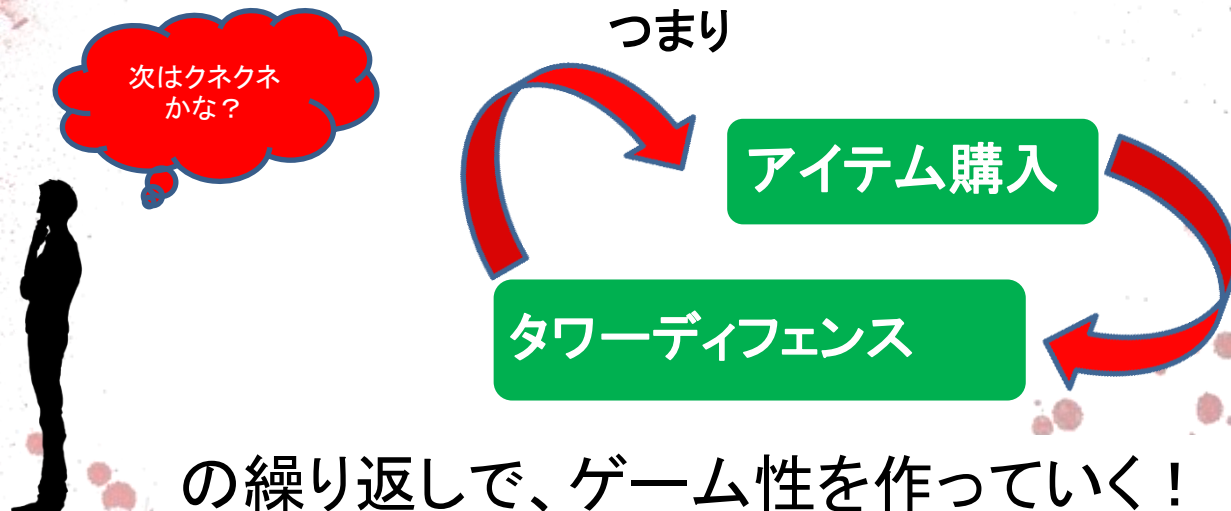 つまり
次はクネクネ
かな？
アイテム購入
タワーディフェンス
の繰り返しで、ゲーム性を作っていく！